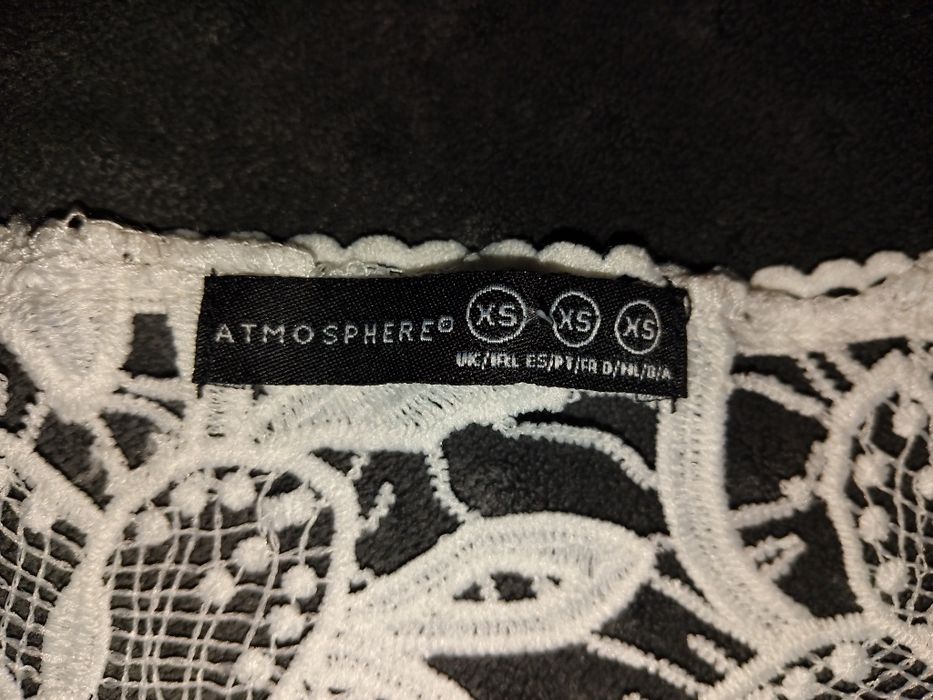 ATMOSPHERE® XS XS XS
UK/IRL ES/PT/FR D/NL/B/A